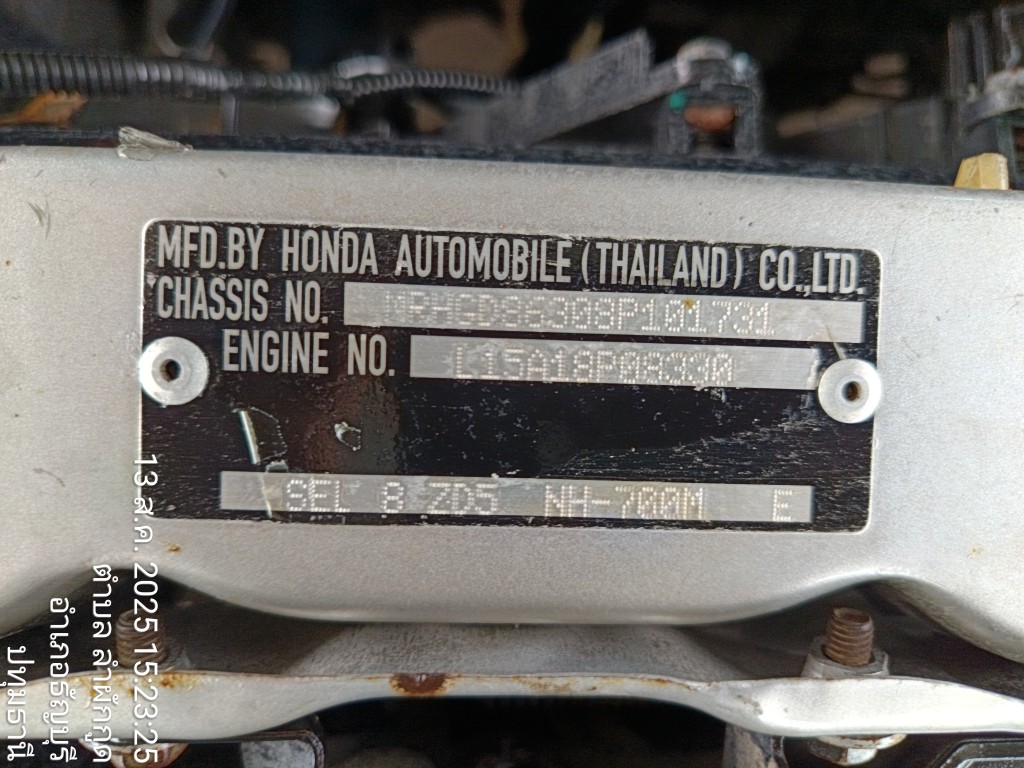 MFD.BY HONDA AUTOMOBILE (THAILAND) CO.,LTD.
CHASSIS NO. MRHGD86308P101731
ENGINE NO.
SEL 8 ZD5 NH-700M E
13 ส.ค. 2025 15:23:25
ตำบล ลำผักกูด
อำเภอธัญบุรี
ปทุมธานี